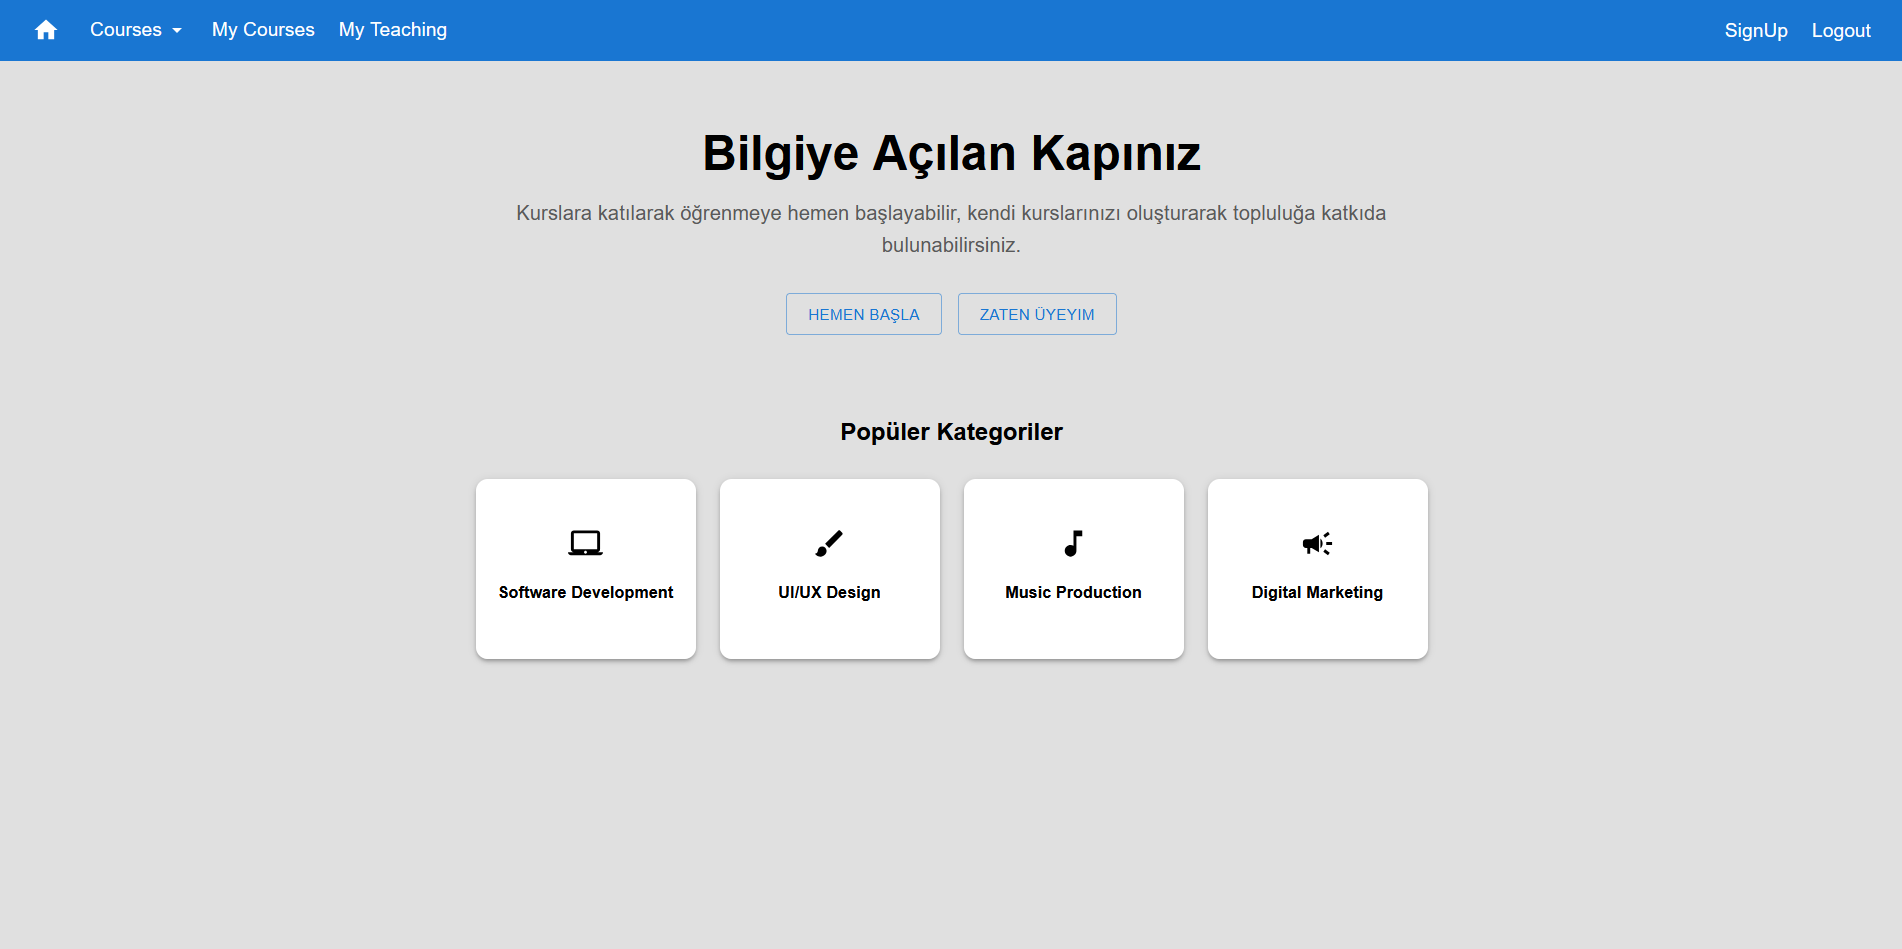 Courses My Courses My Teaching SignUp Logout
Bilgiye Açılan Kapınız
Kurslara katılarak öğrenmeye hemen başlayabilir, kendi kurslarınızı oluşturarak topluluğa katkıda
bulunabilirsiniz.
HEMEN BAŞLA ZATEN ÜYEYIM
Popüler Kategoriler
Software Development UI/UX Design Music Production Digital Marketing